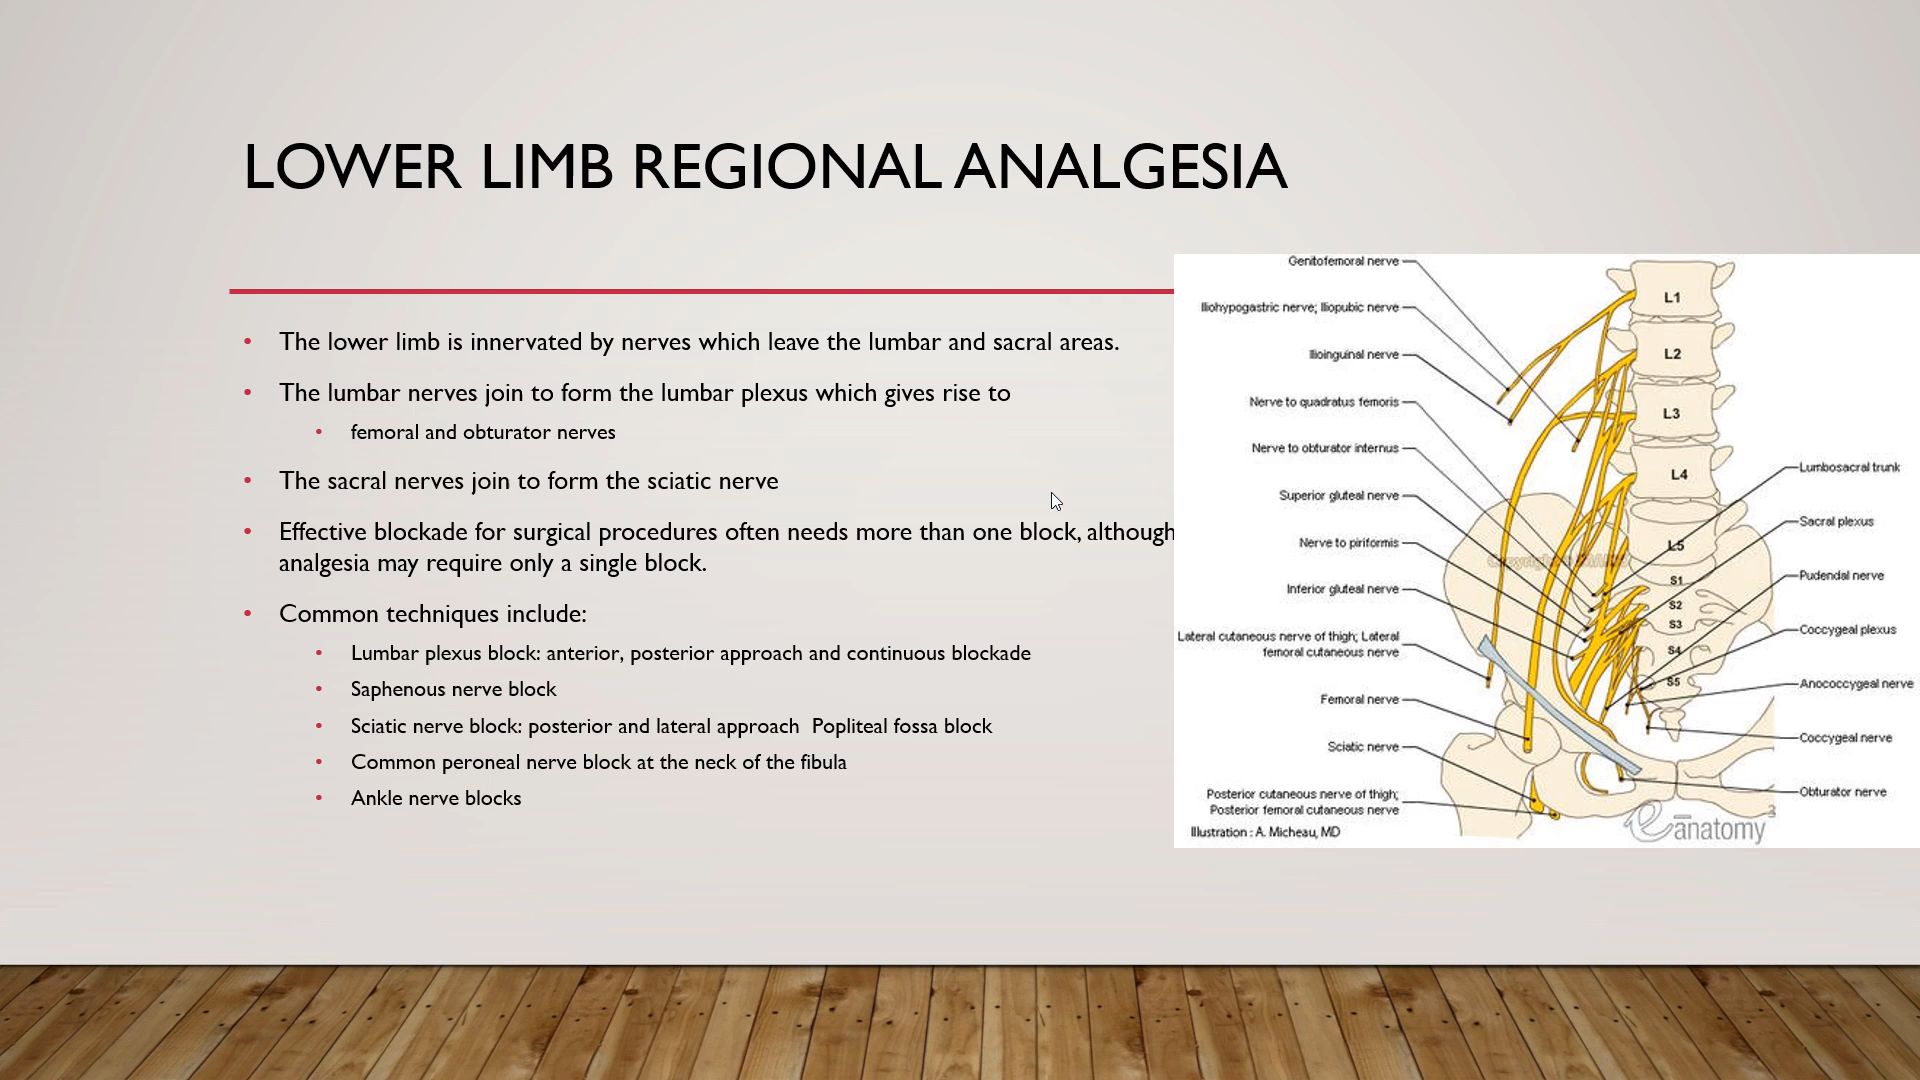 LOWER LIMB REGIONAL ANALGESIA
• The lower limb is innervated by nerves which leave the lumbar and sacral areas.
• The lumbar nerves join to form the lumbar plexus which gives rise to
• femoral and obturator nerves
• The sacral nerves join to form the sciatic nerve
• Effective blockade for surgical procedures often needs more than one block, although
analgesia may require only a single block.
• Common techniques include:
• Lumbar plexus block: anterior, posterior approach and continuous blockade
• Saphenous nerve block
• Sciatic nerve block: posterior and lateral approach  Popliteal fossa block
• Common peroneal nerve block at the neck of the fibula
• Ankle nerve blocks
Genitofemoral nerve
Iliohypogastric nerve; Iliopubic nerve
Ilioinguinal nerve
Nerve to quadratus femoris
Nerve to obturator internus
Superior gluteal nerve
Nerve to piriformis
Inferior gluteal nerve
Lateral cutaneous nerve of thigh; Lateral
femoral cutaneous nerve
Femoral nerve
Sciatic nerve
Posterior cutaneous nerve of thigh;
Posterior femoral cutaneous nerve
Illustration : A. Micheau, MD
L1
L2
L3
L4
L5
S1
S2
S3
S4
S5
Lumbosacral trunk
Sacral plexus
Pudendal nerve
Coccygeal plexus
Anococcygeal nerve
Coccygeal nerve
Obturator nerve
e anatomy
Copyright